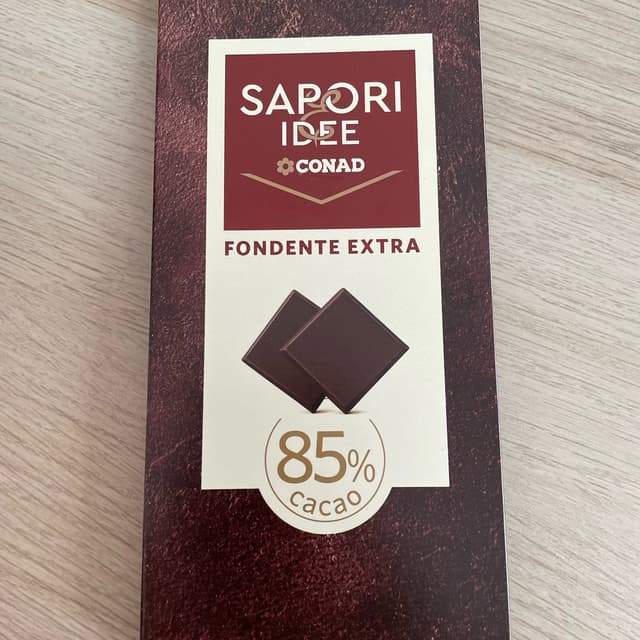 SAPORI
&
IDEE
CONAD
FONDENTE EXTRA
85%
cacao